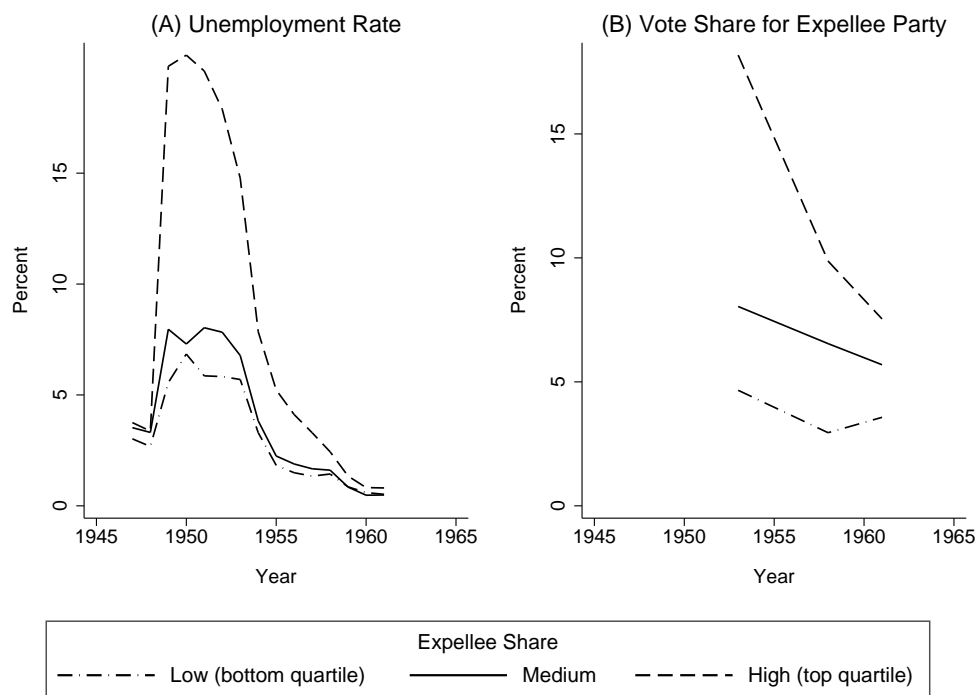 (A) Unemployment Rate
Percent
15
10
5
0
1945 1950 1955 1960 1965
Year
(B) Vote Share for Expellee Party
Percent
15
10
5
0
1945 1950 1955 1960 1965
Year
Expellee Share
Low (bottom quartile) Medium High (top quartile)